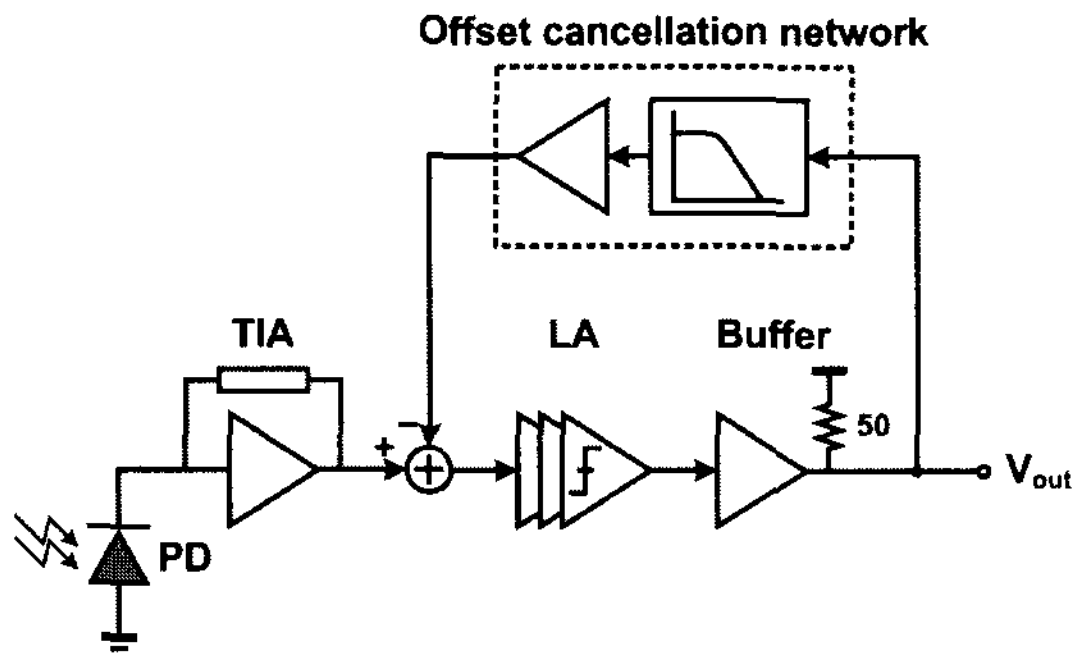 Offset cancellation network
TIA
LA
Buffer
50
+
−
V_out
PD